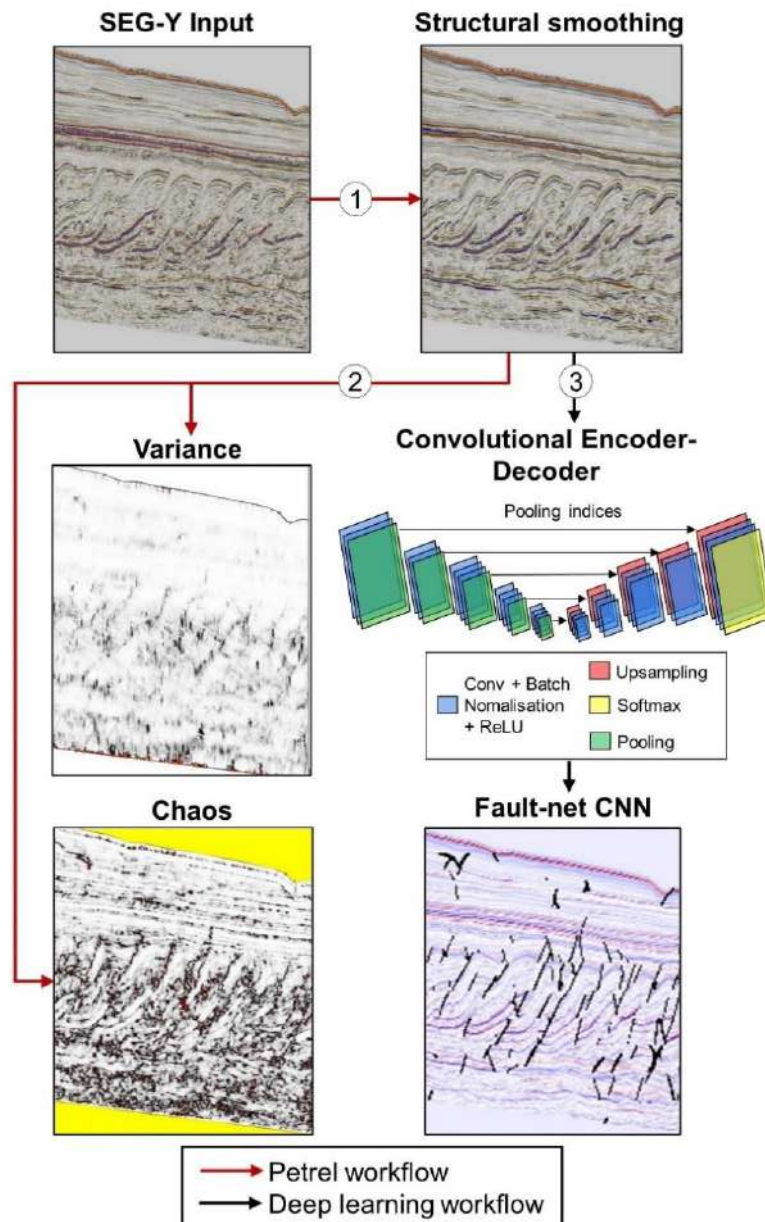 SEG-Y Input
Structural smoothing
1
2
3
Variance
Convolutional Encoder-
Decoder
Pooling indices
Conv + Batch
Nomalisation
+ ReLU
Upsampling
Softmax
Pooling
Chaos
Fault-net CNN
Petrel workflow
Deep learning workflow